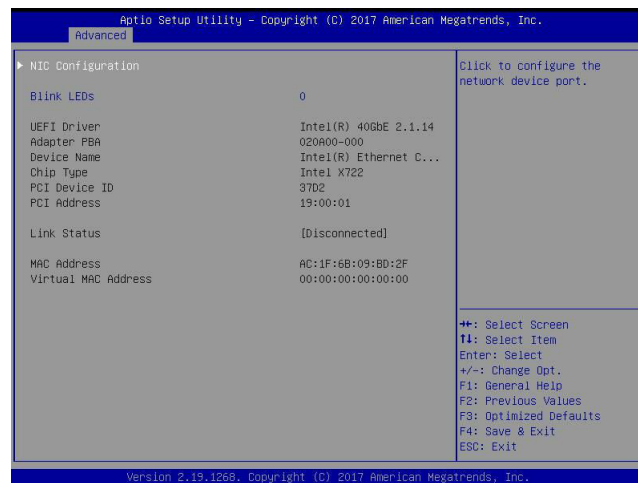 Aptio Setup Utility – Copyright (C) 2017 American Megatrends, Inc.
Advanced
NIC Configuration
Blink LEDs 0
UEFI Driver Intel(R) 40GbE 2.1.14
Adapter PBA 020A00-000
Device Name Intel(R) Ethernet C...
Chip Type Intel X722
PCI Device ID 37D2
PCI Address 19:00:01
Link Status [Disconnected]
MAC Address AC:1F:6B:09:BD:2F
Virtual MAC Address 00:00:00:00:00:00
Click to configure the
network device port.
→←: Select Screen
↑↓: Select Item
Enter: Select
+/-: Change Opt.
F1: General Help
F2: Previous Values
F3: Optimized Defaults
F4: Save & Exit
ESC: Exit
Version 2.19.1268. Copyright (C) 2017 American Megatrends, Inc.